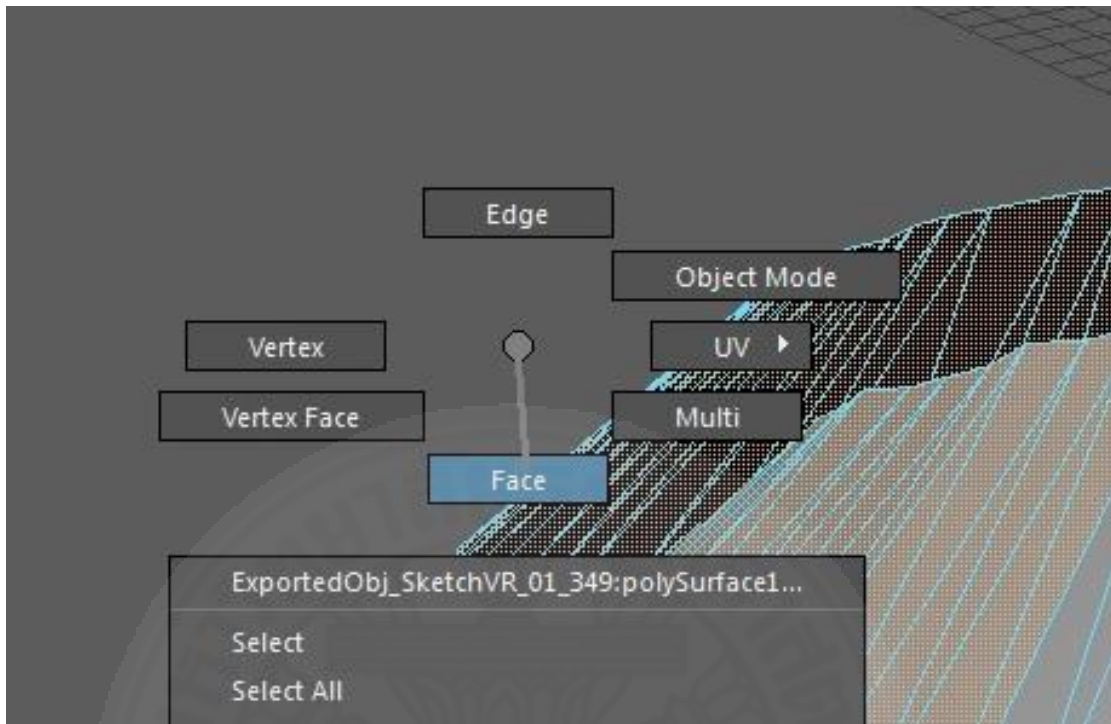 Edge
Object Mode
Vertex
UV
Vertex Face
Multi
Face
ExportedObj_SketchVR_01_349:polySurface1...
Select
Select All